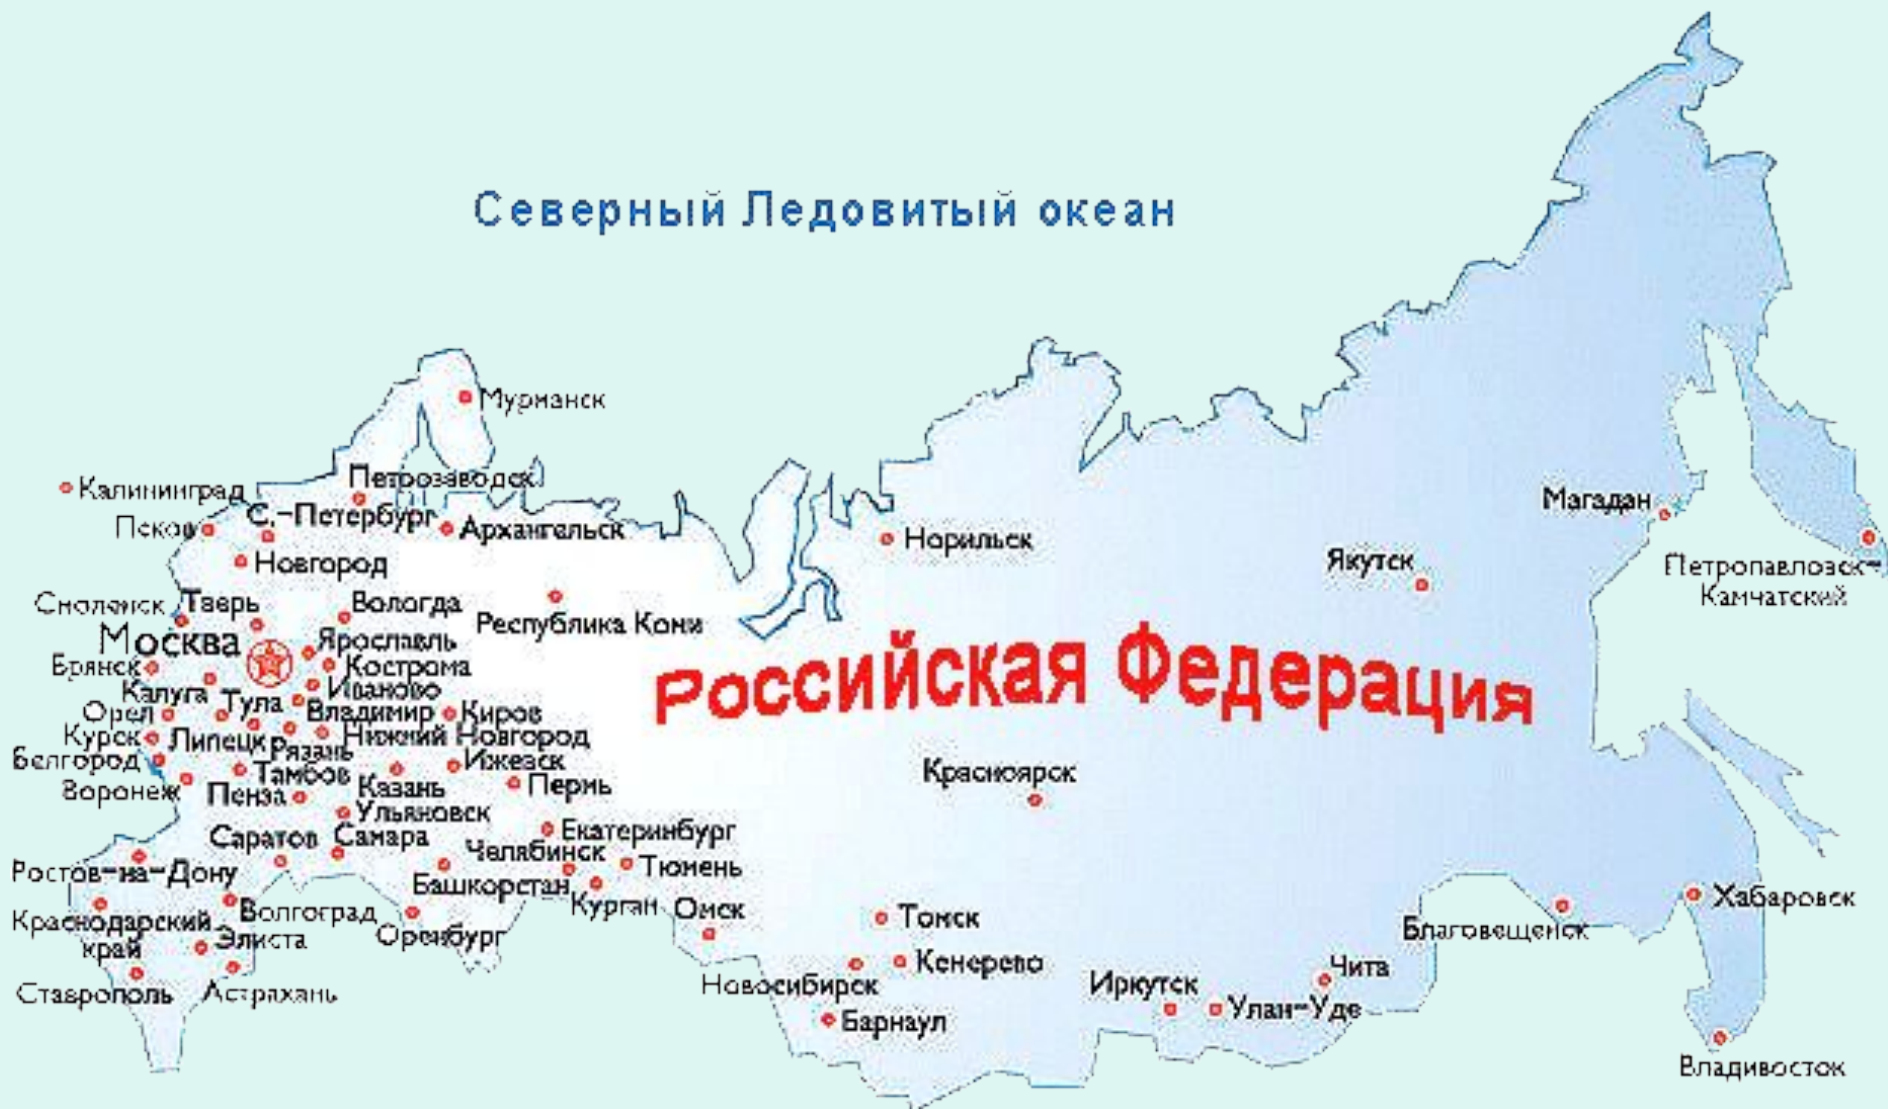 Северный Ледовитый океан
Мурманск
Петрозаводск
Калининград
Магадан
С.-Петербург
Псков
Архангельск
Норильск
Якутск
Новгород
Петропавловск-
Камчатский
Смоленск
Тверь
Вологда
Республика Коми
Москва
Ярославль
Брянск
Кострома
Российская Федерация
Калуга
Иваново
Тула
Орел
Владимир
Киров
Курск
Липецк
Рязань
Нижний Новгород
Белгород
Ижевск
Тамбов
Красноярск
Воронеж
Пенза
Казань
Пермь
Ульяновск
Саратов
Самара
Екатеринбург
Челябинск
Тюмень
Ростов-на-Дону
Башкорстан
Курган
Омск
Хабаровск
Краснодарский
край
Волгоград
Томск
Благовещенск
Элиста
Оренбург
Кемерево
Чита
Ставрополь
Астрахань
Новосибирск
Иркутск
Улан-Уде
Барнаул
Владивосток